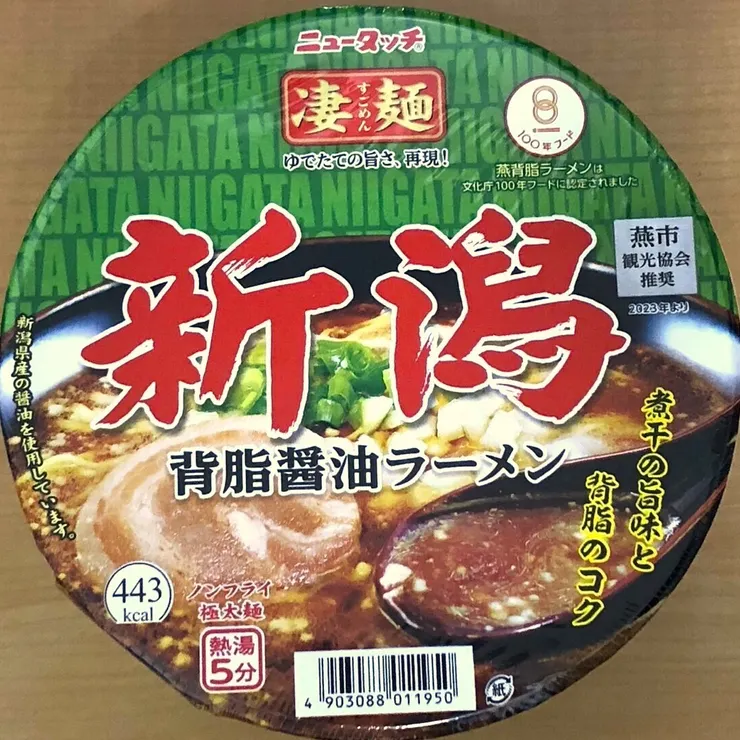 ニュータッチ®
凄麺
すごめん
ゆでたての旨さ、再現!
100年フード
燕背脂ラーメンは
文化庁100年フードに認定されました
NIIGATA NIIGATA
燕市
観光協会
推奨
2023年より
新潟
背脂醤油ラーメン
新潟県産の醤油を使用しています。
煮干の旨味と
背脂のコク
443
kcal
ノンフライ
極太麺
熱湯
5分
4 903088 011950
紙